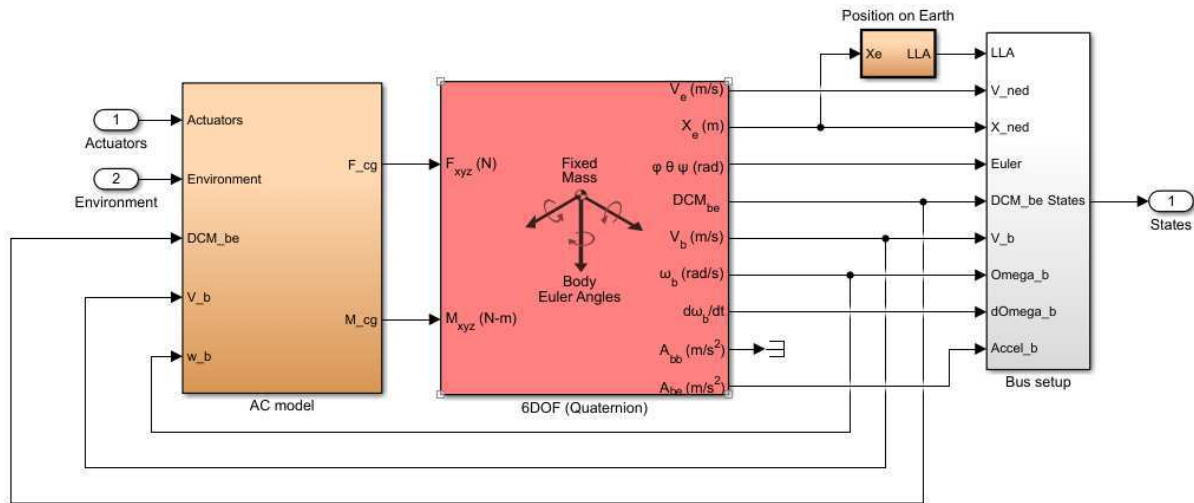 Position on Earth
Xe LLA
1
Actuators
2
Environment
Actuators
Environment
DCM_be
V_b
w_b
F_cg
M_cg
AC model
F_xyz (N)
M_xyz (N-m)
Fixed
Mass
Body
Euler Angles
V_e (m/s)
X_e (m)
φ θ ψ (rad)
DCM_be
V_b (m/s)
ω_b (rad/s)
dω_b/dt
A_bb (m/s²)
A_be (m/s²)
6DOF (Quaternion)
LLA
V_ned
X_ned
Euler
DCM_be States
V_b
Omega_b
dOmega_b
Accel_b
Bus setup
1
States